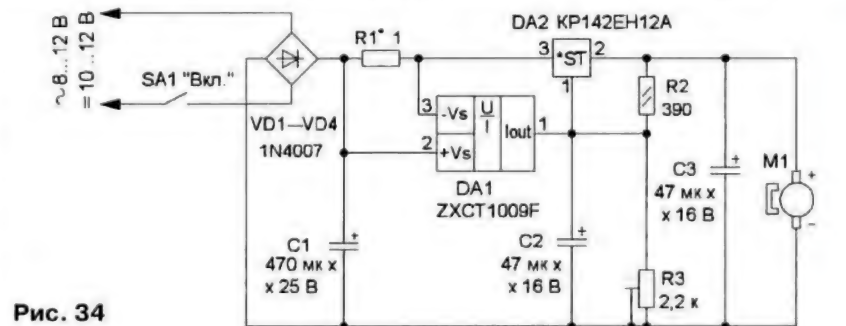 ~8...12 В
=10...12 В
SA1 "Вкл."
VD1—VD4
1N4007
R1* 1
3
-Vs
2
+Vs
U
I
Iout
1
DA1
ZXCT1009F
DA2 КР142ЕН12А
3
*ST
2
1
R2
390
C1
470 мк х
х 25 В
+
C2
47 мк х
х 16 В
+
C3
47 мк х
х 16 В
+
R3
2,2 к
M1
+
–
Рис. 34